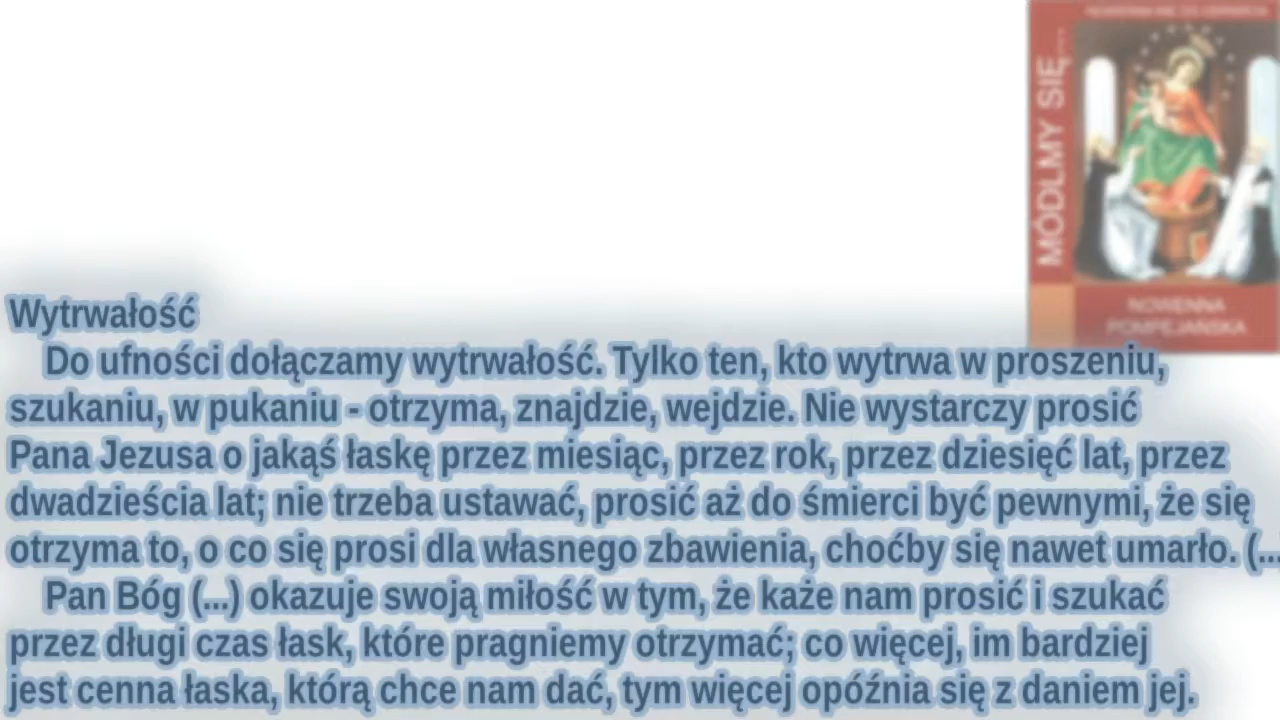 MÓDLMY SIĘ...
NOWENNA
POMPEJAŃSKA
Wytrwałość
Do ufności dołączamy wytrwałość. Tylko ten, kto wytrwa w proszeniu,
szukaniu, w pukaniu - otrzyma, znajdzie, wejdzie. Nie wystarczy prosić
Pana Jezusa o jakąś łaskę przez miesiąc, przez rok, przez dziesięć lat, przez
dwadzieścia lat; nie trzeba ustawać, prosić aż do śmierci być pewnymi, że się
otrzyma to, o co się prosi dla własnego zbawienia, choćby się nawet umarło. (...
Pan Bóg (...) okazuje swoją miłość w tym, że każe nam prosić i szukać
przez długi czas łask, które pragniemy otrzymać; co więcej, im bardziej
jest cenna łaska, którą chce nam dać, tym więcej opóźnia się z daniem jej.